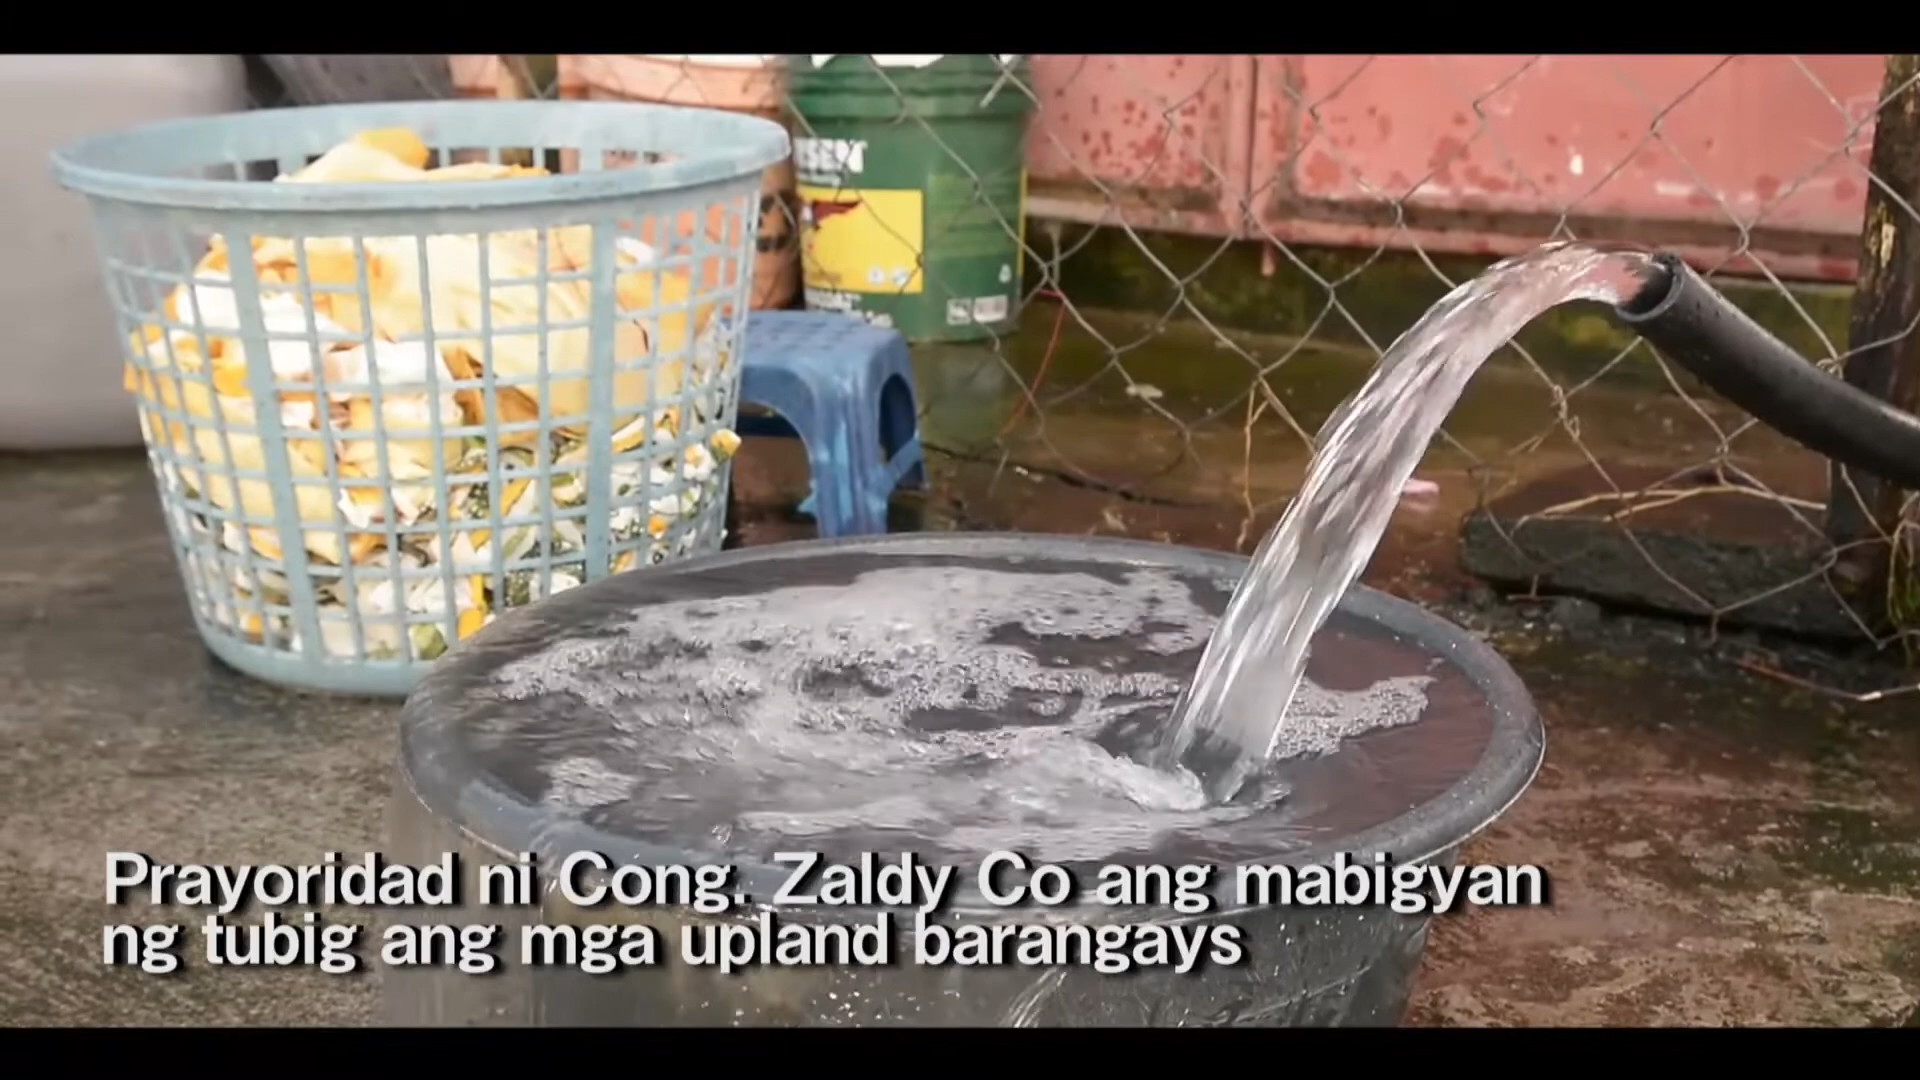 Prayoridad ni Cong. Zaldy Co ang mabigyan
ng tubig ang mga upland barangays